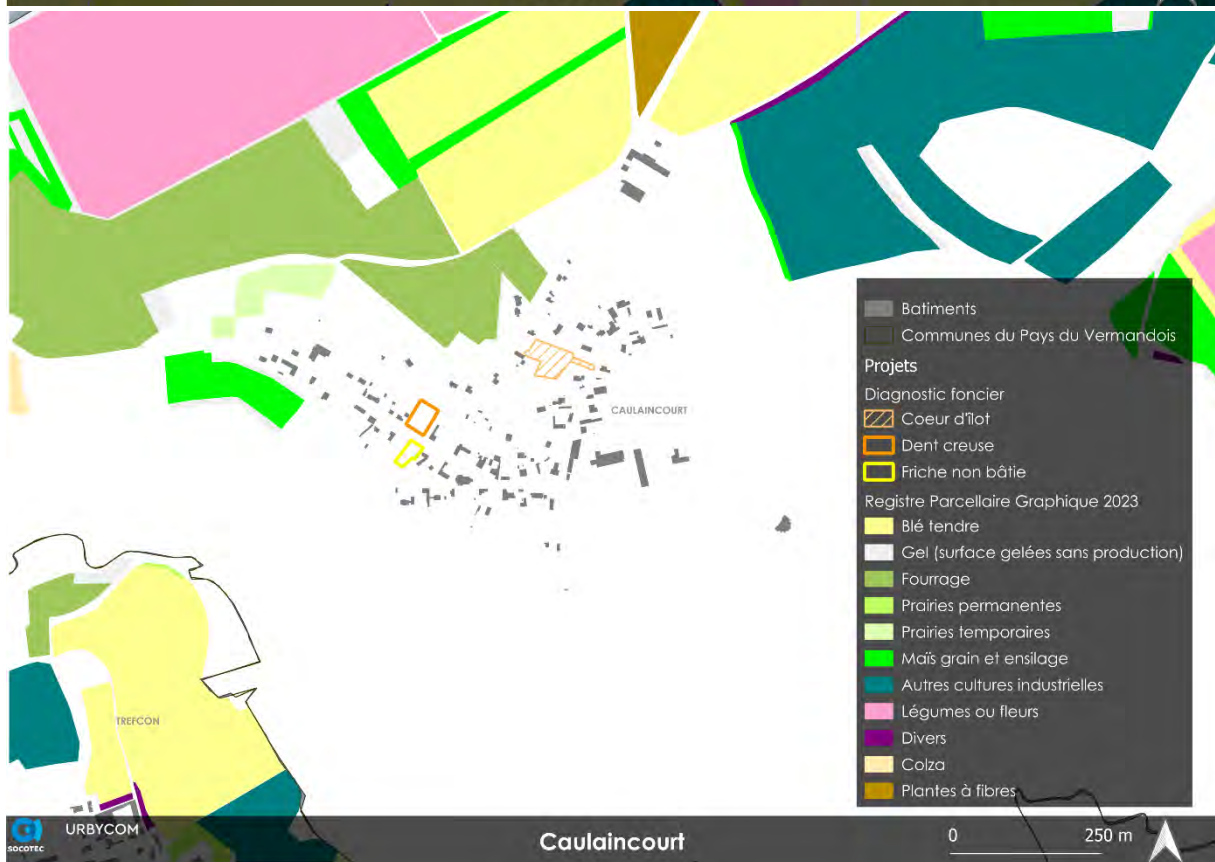 CAULAINCOURT
TREFCON
Batiments
Communes du Pays du Vermandois
Projets
Diagnostic foncier
Coeur d'îlot
Dent creuse
Friche non bâtie
Registre Parcellaire Graphique 2023
Blé tendre
Gel (surface gelées sans production)
Fourrage
Prairies permanentes
Prairies temporaires
Maïs grain et ensilage
Autres cultures industrielles
Légumes ou fleurs
Divers
Colza
Plantes à fibres
SOCOTEC
URBYCOM
Caulaincourt
0 250 m